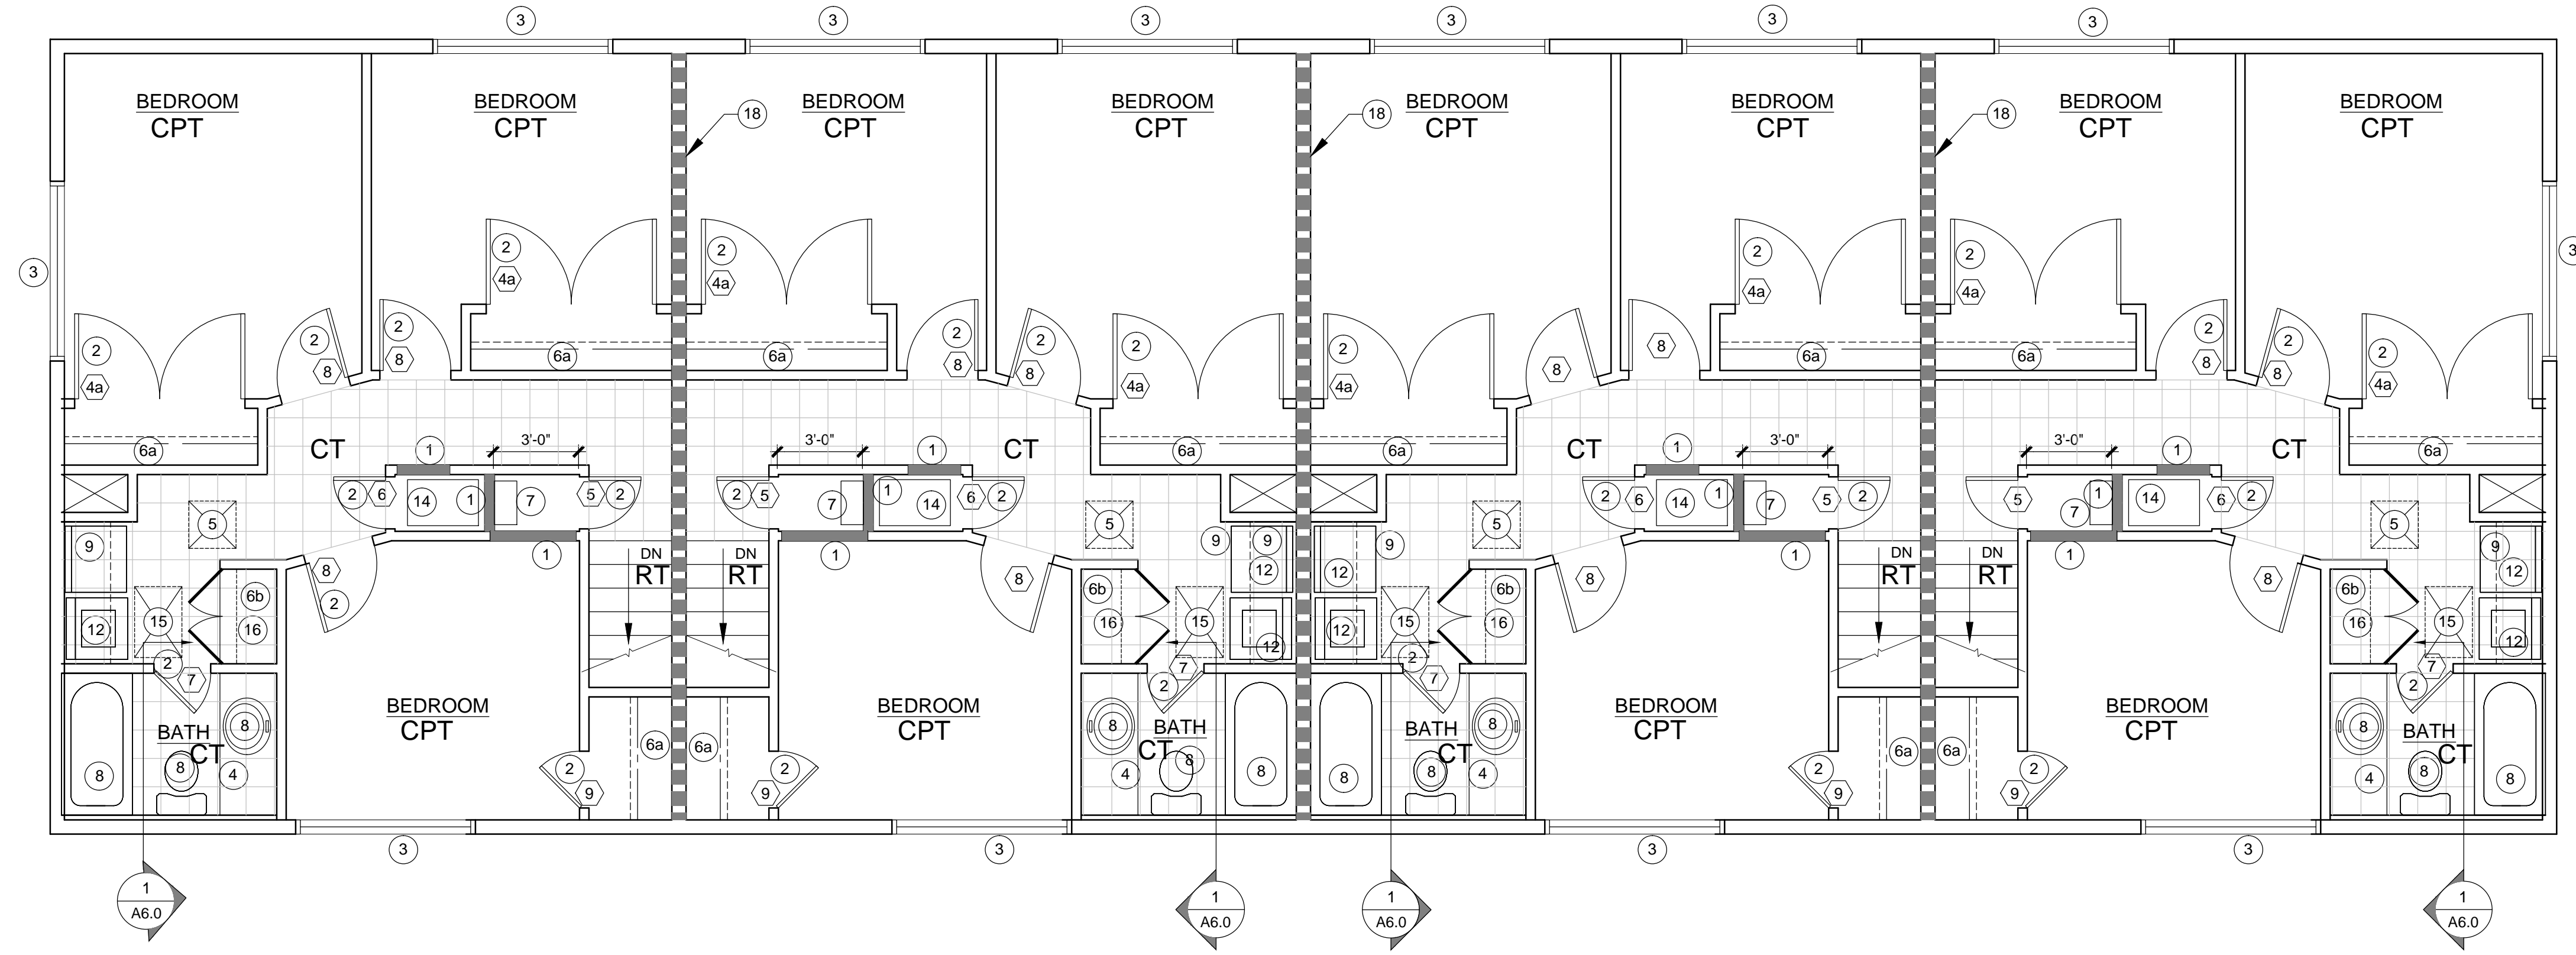 3 3 3 3 3 3
BEDROOM BEDROOM BEDROOM BEDROOM BEDROOM BEDROOM BEDROOM BEDROOM
CPT CPT CPT CPT CPT CPT CPT CPT
18 18 18
2 2 2 2
4a 4a 4a 4a
3 3
2 2 2 2 2 2 2 2 2 2
4a 8 8 8 8 4a 4a 8 8 8 8 4a
6a 6a 6a 6a
6a 6a 6a 6a
CT 1 3'-0" 3'-0" 1 CT CT 1 3'-0" 3'-0" 1 CT
2 6 14 1 7 5 2 2 5 7 1 14 6 2 2 6 14 1 7 5 2 5 7 1 14 6 2
5 5 5 5
9 1 1 9 9 9 1 1 9
DN DN DN DN
RT RT RT RT
8 8 12 12 8 8 12
2 6b 6b 6b 6b
12 15 16 16 15 12 12 15 16 16 15 12
2 7 7 2 2 7 7 2
BEDROOM BEDROOM BEDROOM BEDROOM
CPT CPT CPT CPT
BATH BATH BATH BATH
CT CT CT CT
8 8 8 8
6a 6a 6a 6a
8 8 4 4 8 8 8 8 4 4 8 8
2 2 2 2
9 9 9 9
3 3 3 3
1 1 1 1
A6.0 A6.0 A6.0 A6.0